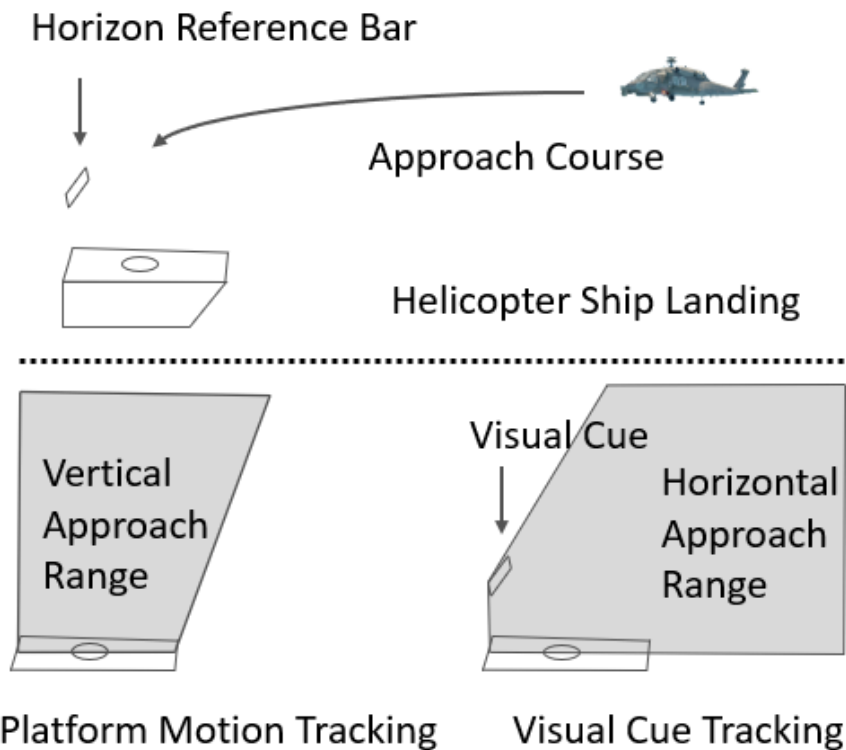 Horizon Reference Bar
Approach Course
Helicopter Ship Landing
Vertical
Approach
Range
Visual Cue
Horizontal
Approach
Range
Platform Motion Tracking
Visual Cue Tracking